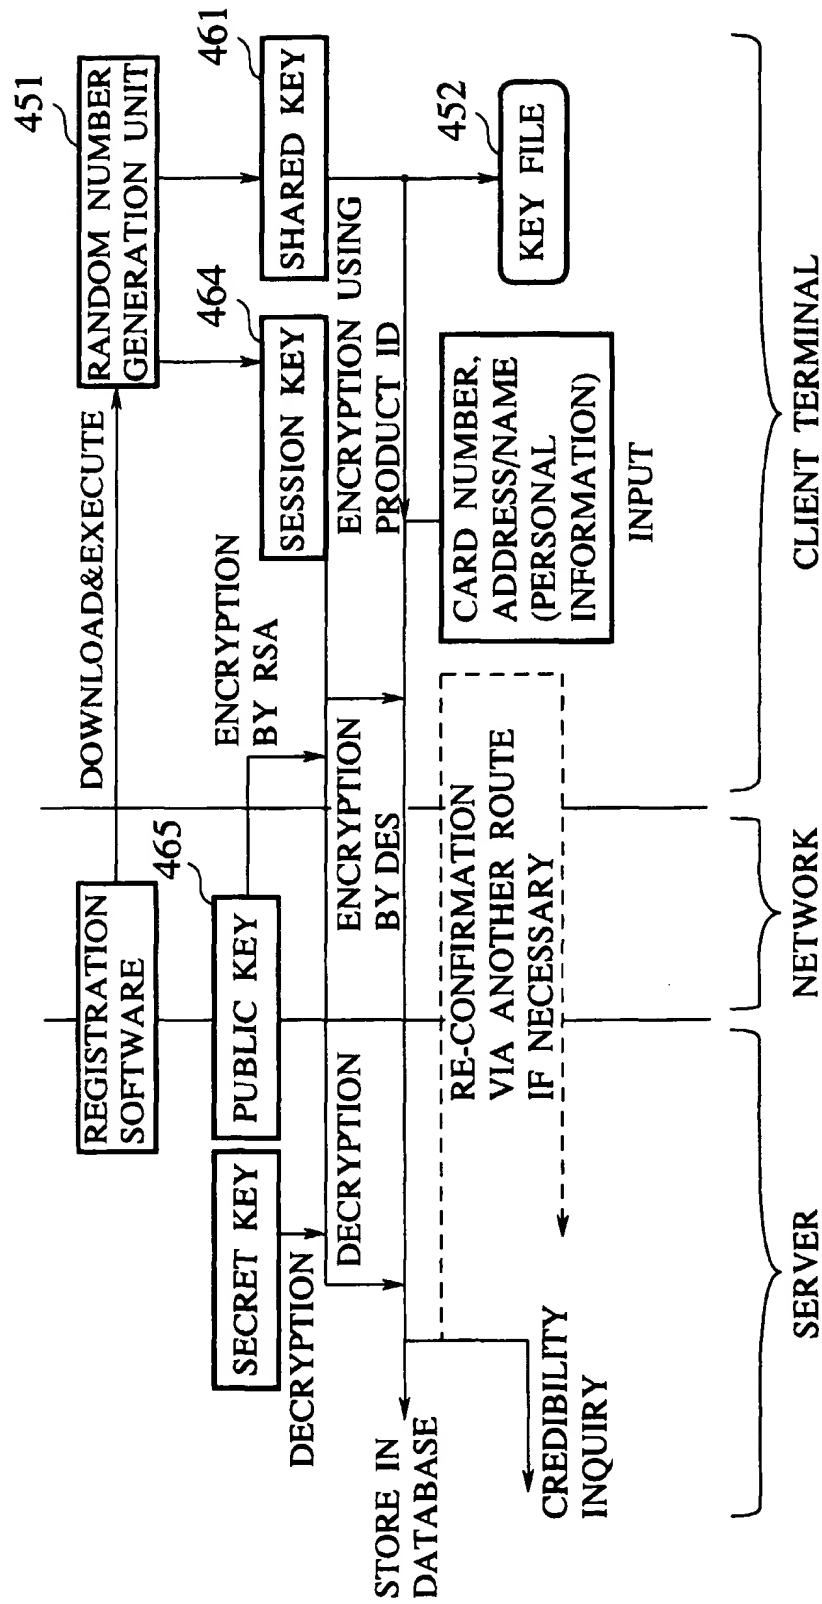 451
RANDOM NUMBER
GENERATION UNIT
DOWNLOAD&EXECUTE
REGISTRATION
SOFTWARE
461
SHARED KEY
464
SESSION KEY
ENCRYPTION
BY RSA
465
PUBLIC KEY
SECRET KEY
DECRYPTION
ENCRYPTION USING
PRODUCT ID
ENCRYPTION
BY DES
DECRYPTION
STORE IN
DATABASE
452
KEY FILE
CARD NUMBER,
ADDRESS/NAME
(PERSONAL
INFORMATION)
INPUT
RE-CONFIRMATION
VIA ANOTHER ROUTE
IF NECESSARY
CREDIBILITY
INQUIRY
SERVER
NETWORK
CLIENT TERMINAL